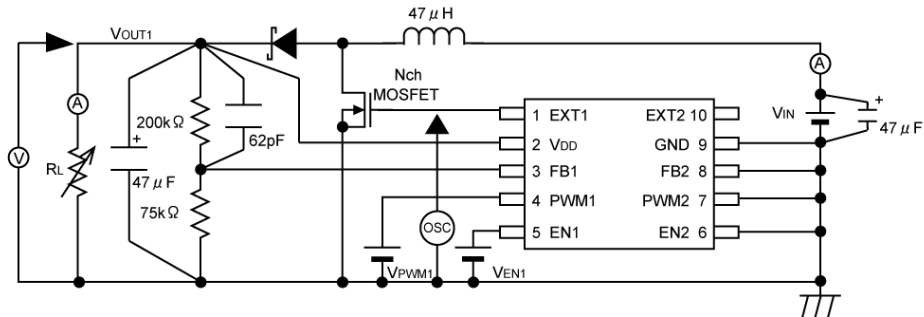 47μH
VOUT1
A
Nch
MOSFET
A
1 EXT1
EXT2 10
VIN
+
47μF
200kΩ
62pF
2 VDD
GND 9
V
RL
+
47μF
3 FB1
FB2 8
75kΩ
4 PWM1
PWM2 7
OSC
5 EN1
EN2 6
VPWM1
VEN1